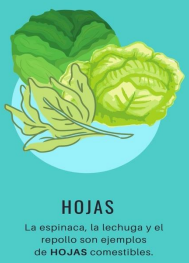 HOJAS
La espinaca, la lechuga y el
repollo son ejemplos
de HOJAS comestibles.